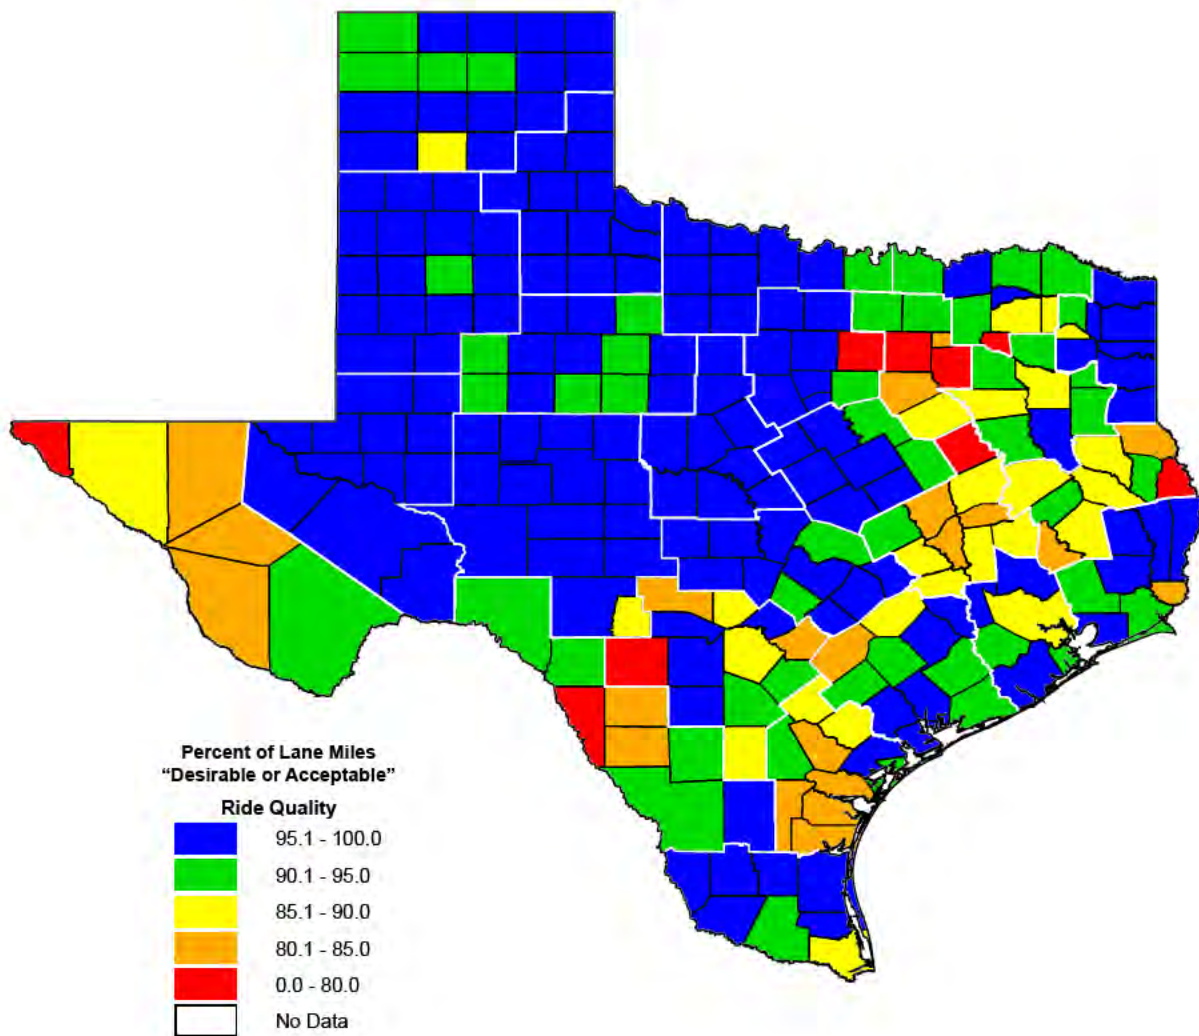 Percent of Lane Miles
“Desirable or Acceptable”
Ride Quality
95.1 - 100.0
90.1 - 95.0
85.1 - 90.0
80.1 - 85.0
0.0 - 80.0
No Data